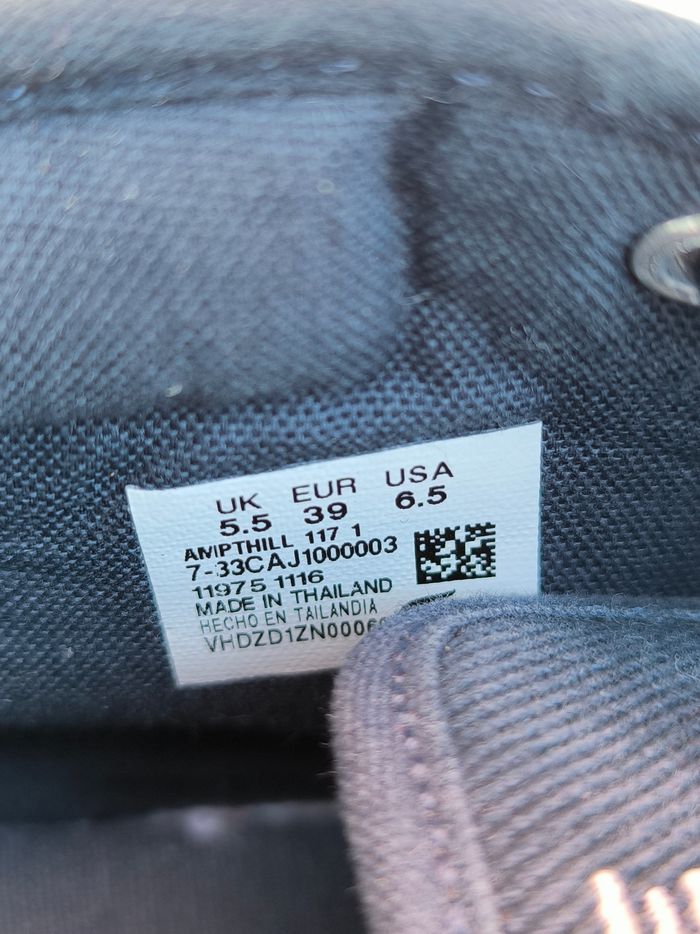 UK EUR USA
5.5 39 6.5
AMPTHILL 117 1
7-33CAJ1000003
11975 1116
MADE IN THAILAND
HECHO EN TAILANDIA